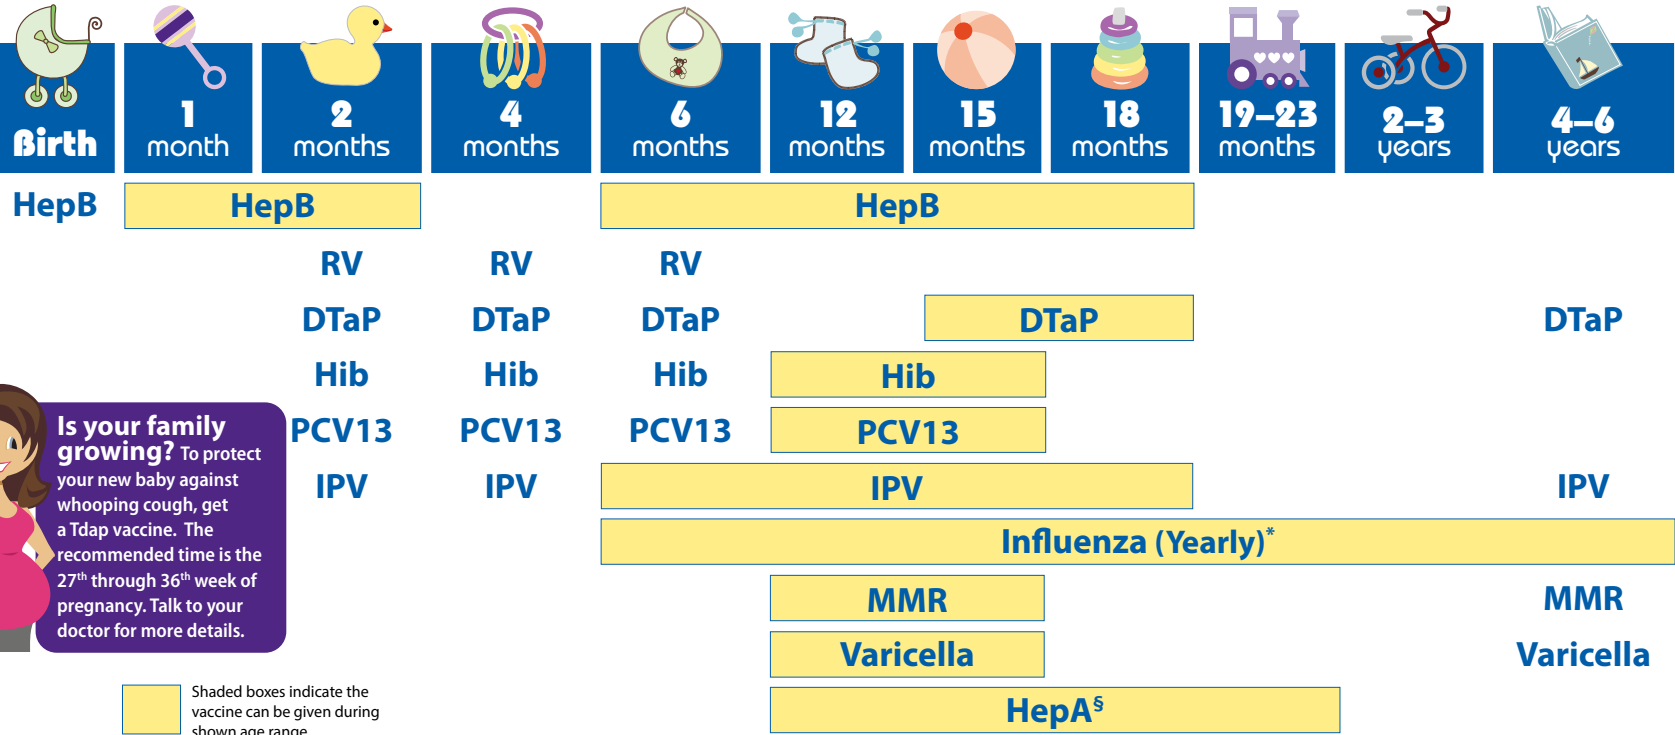 Birth
1
month
2
months
4
months
6
months
12
months
15
months
18
months
19–23
months
2–3
years
4–6
years
HepB HepB HepB
RV RV RV
DTaP DTaP DTaP DTaP DTaP
Hib Hib Hib Hib
PCV13 PCV13 PCV13 PCV13
IPV IPV IPV IPV
Influenza (Yearly)*
MMR MMR
Varicella Varicella
HepA§
Is your family
growing? To protect
your new baby against
whooping cough, get
a Tdap vaccine. The
recommended time is the
27th through 36th week of
pregnancy. Talk to your
doctor for more details.
Shaded boxes indicate the
vaccine can be given during
shown age range